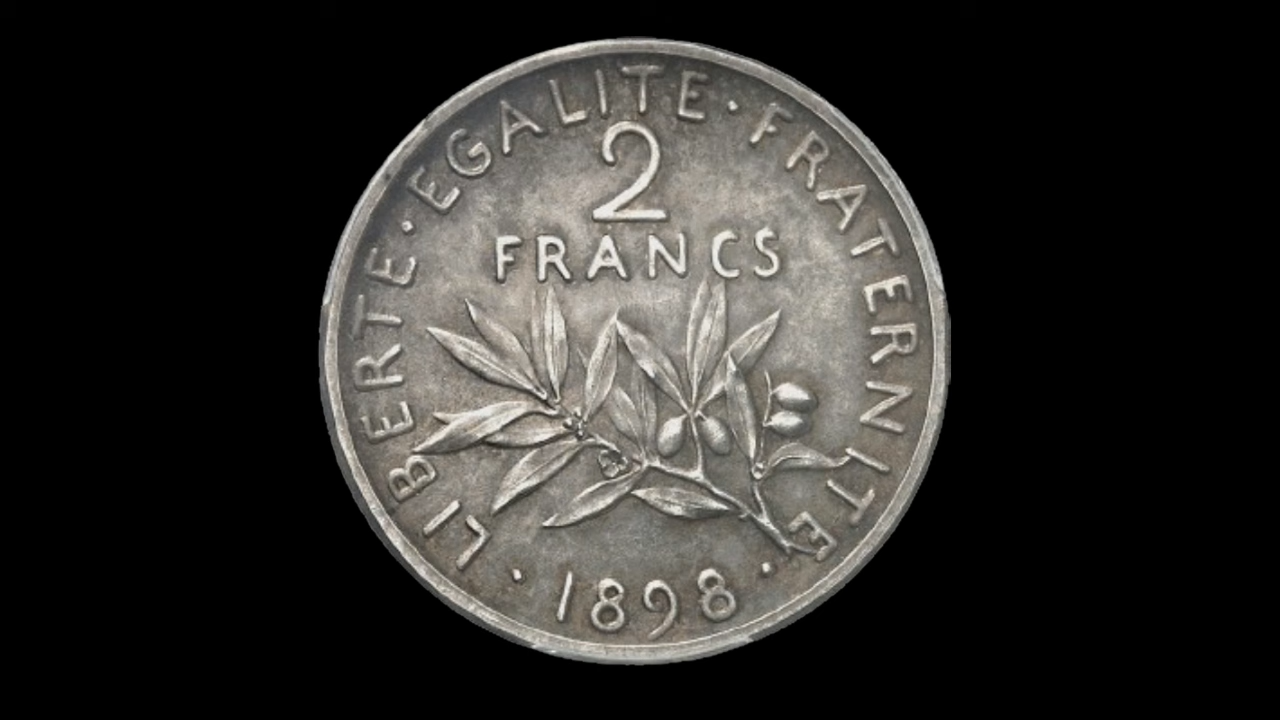 LIBERTE · EGALITE · FRATERNITE
2
FRANCS
· 1898 ·